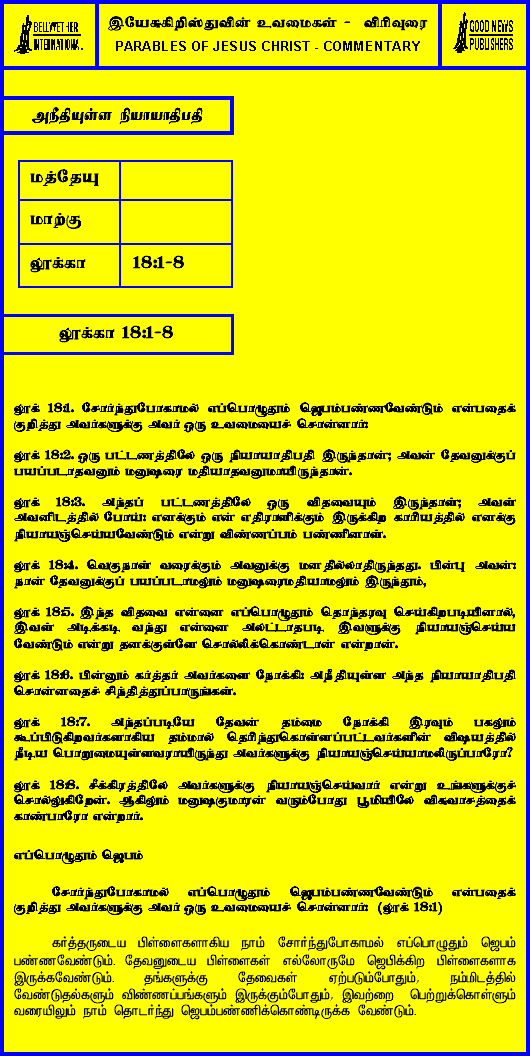 BELLWETHER
INTERNATIONAL.
இயேசுகிறிஸ்துவின் உவமைகள் - விரிவுரை
PARABLES OF JESUS CHRIST - COMMENTARY
GOOD NEWS
PUBLISHERS
அநீதியுள்ள நியாயாதிபதி
மத்தேயு
மாற்கு
லூக்கா 18:1-8
லூக்கா 18:1-8
லூக் 18:1. சோர்ந்துபோகாமல் எப்பொழுதும் ஜெபம்பண்ணவேண்டும் என்பதைக்
குறித்து அவர்களுக்கு அவர் ஒரு உவமையைச் சொன்னார்:
லூக் 18:2. ஒரு பட்டணத்திலே ஒரு நியாயாதிபதி இருந்தான்; அவன் தேவனுக்குப்
பயப்படாதவனும் மனுஷரை மதியாதவனுமாயிருந்தான்.
லூக் 18:3. அந்தப் பட்டணத்திலே ஒரு விதவையும் இருந்தாள்; அவள்
அவனிடத்தில் போய்: எனக்கும் என் எதிராளிக்கும் இருக்கிற காரியத்தில் எனக்கு
நியாயஞ்செய்யவேண்டும் என்று விண்ணப்பம் பண்ணினாள்.
லூக் 18:4. வெகுநாள் வரைக்கும் அவனுக்கு மனதில்லாதிருந்தது. பின்பு அவன்:
நான் தேவனுக்குப் பயப்படாமலும் மனுஷரைமதியாமலும் இருந்தும்,
லூக் 18:5. இந்த விதவை என்னை எப்பொழுதும் தொந்தரவு செய்கிறபடியினால்,
இவள் அடிக்கடி வந்து என்னை அலட்டாதபடி இவளுக்கு நியாயஞ்செய்ய
வேண்டும் என்று தனக்குள்ளே சொல்லிக்கொண்டான் என்றார்.
லூக் 18:6. பின்னும் கர்த்தர் அவர்களை நோக்கி: அநீதியுள்ள அந்த நியாயாதிபதி
சொன்னதைச் சிந்தித்துப்பாருங்கள்.
லூக் 18:7. அந்தப்படியே தேவன் தம்மை நோக்கி இரவும் பகலும்
கூப்பிடுகிறவர்களாகிய தம்மால் தெரிந்துகொள்ளப்பட்டவர்களின் விஷயத்தில்
நீடிய பொறுமையுள்ளவராயிருந்து அவர்களுக்கு நியாயஞ்செய்யாமலிருப்பாரோ?
லூக் 18:8. சீக்கிரத்திலே அவர்களுக்கு நியாயஞ்செய்வார் என்று உங்களுக்குச்
சொல்லுகிறேன். ஆகிலும் மனுஷகுமாரன் வரும்போது பூமியிலே விசுவாசத்தைக்
காண்பாரோ என்றார்.
எப்பொழுதும் ஜெபம்
சோர்ந்துபோகாமல் எப்பொழுதும் ஜெபம்பண்ணவேண்டும் என்பதைக்
குறித்து அவர்களுக்கு அவர் ஒரு உவமையைச் சொன்னார்: (லூக் 18:1)
கர்த்தருடைய பிள்ளைகளாகிய நாம் சோர்ந்துபோகாமல் எப்பொழுதும் ஜெபம்
பண்ணவேண்டும். தேவனுடைய பிள்ளைகள் எல்லோருமே ஜெபிக்கிற பிள்ளைகளாக
இருக்கவேண்டும். தங்களுக்கு தேவைகள் ஏற்படும்போதும், நம்மிடத்தில்
வேண்டுதல்களும் விண்ணப்பங்களும் இருக்கும்போதும், இவற்றை பெற்றுக்கொள்ளும்
வரையிலும் நாம் தொடர்ந்து ஜெபம்பண்ணிக்கொண்டிருக்க வேண்டும்.